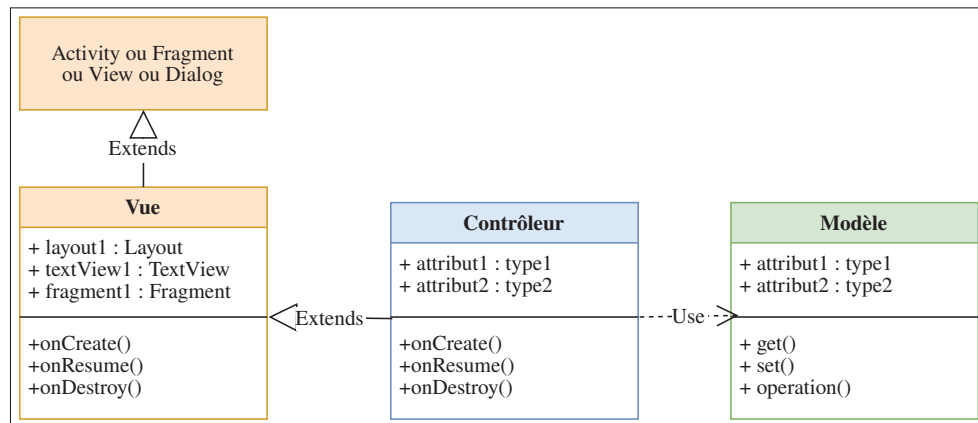 Activity ou Fragment
ou View ou Dialog
Extends
Vue
+ layout1 : Layout
+ textView1 : TextView
+ fragment1 : Fragment
+onCreate()
+onResume()
+onDestroy()
Extends
Contrôleur
+ attribut1 : type1
+ attribut2 : type2
+onCreate()
+onResume()
+onDestroy()
Use
Modèle
+ attribut1 : type1
+ attribut2 : type2
+ get()
+ set()
+ operation()